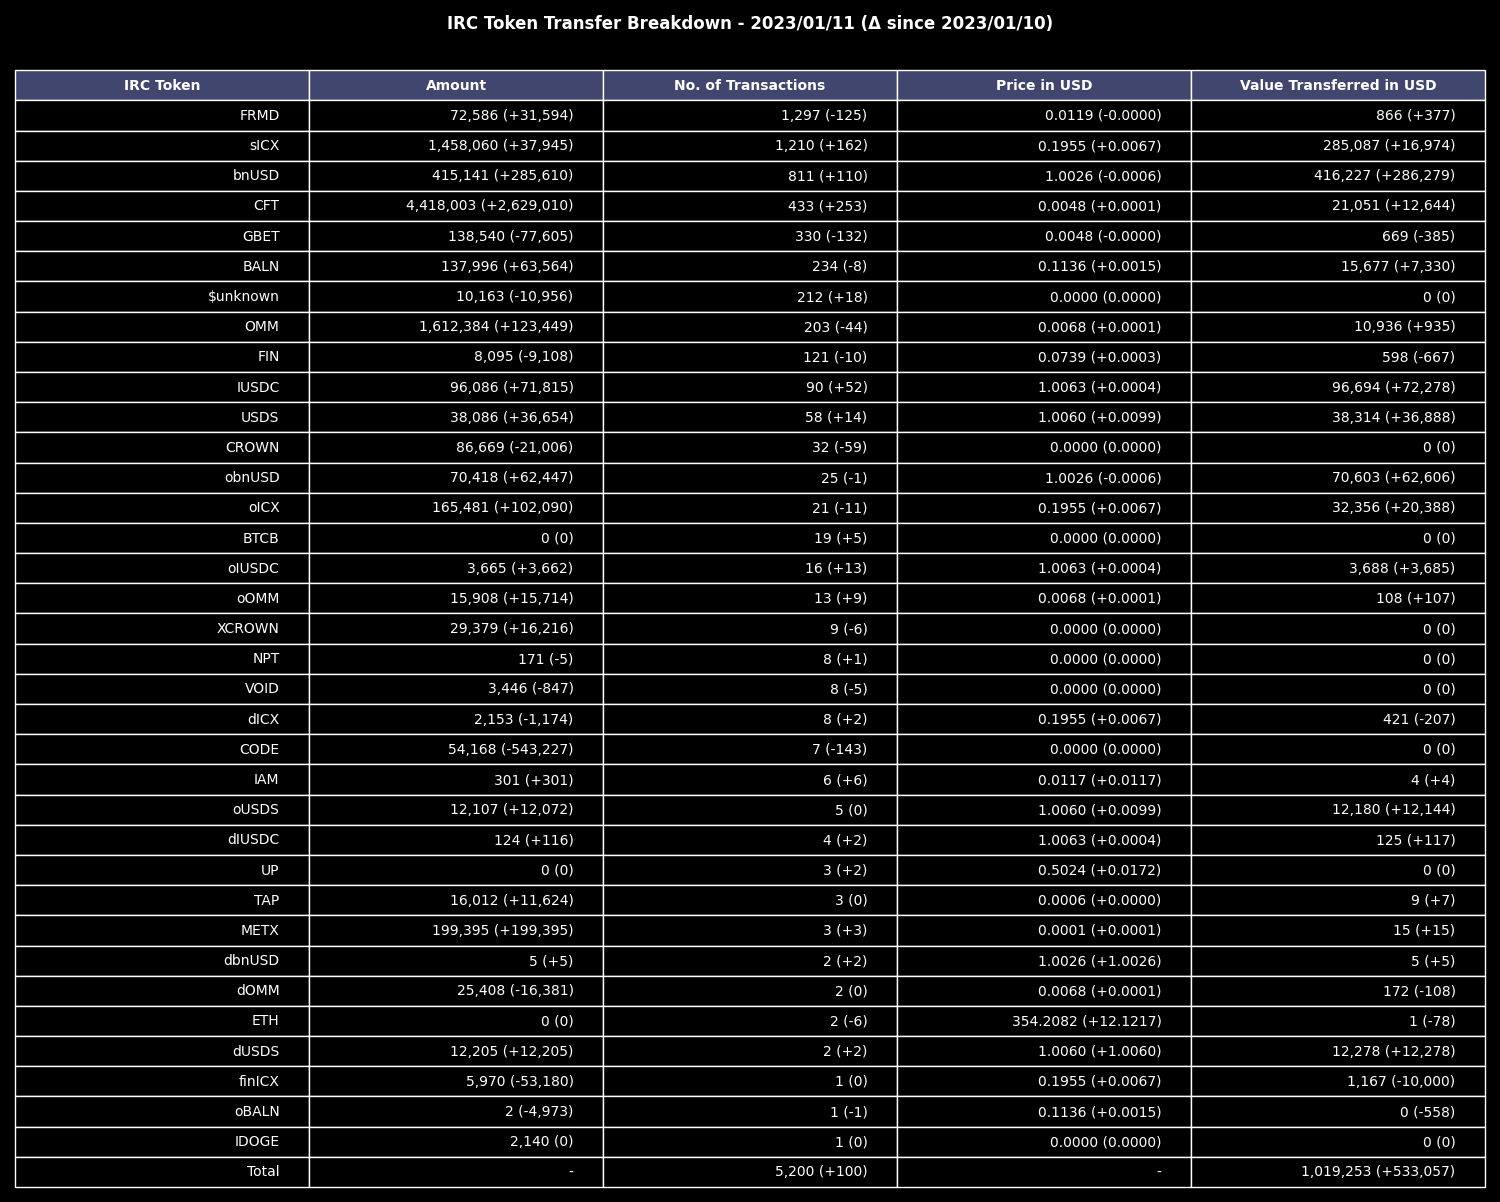 IRC Token Transfer Breakdown - 2023/01/11 (Δ since 2023/01/10)
IRC Token Amount No. of Transactions Price in USD Value Transferred in USD
FRMD 72,586 (+31,594) 1,297 (-125) 0.0119 (-0.0000) 866 (+377)
sICX 1,458,060 (+37,945) 1,210 (+162) 0.1955 (+0.0067) 285,087 (+16,974)
bnUSD 415,141 (+285,610) 811 (+110) 1.0026 (-0.0006) 416,227 (+286,279)
CFT 4,418,003 (+2,629,010) 433 (+253) 0.0048 (+0.0001) 21,051 (+12,644)
GBET 138,540 (-77,605) 330 (-132) 0.0048 (-0.0000) 669 (-385)
BALN 137,996 (+63,564) 234 (-8) 0.1136 (+0.0015) 15,677 (+7,330)
$unknown 10,163 (-10,956) 212 (+18) 0.0000 (0.0000) 0 (0)
OMM 1,612,384 (+123,449) 203 (-44) 0.0068 (+0.0001) 10,936 (+935)
FIN 8,095 (-9,108) 121 (-10) 0.0739 (+0.0003) 598 (-667)
IUSDC 96,086 (+71,815) 90 (+52) 1.0063 (+0.0004) 96,694 (+72,278)
USDS 38,086 (+36,654) 58 (+14) 1.0060 (+0.0099) 38,314 (+36,888)
CROWN 86,669 (-21,006) 32 (-59) 0.0000 (0.0000) 0 (0)
obnUSD 70,418 (+62,447) 25 (-1) 1.0026 (-0.0006) 70,603 (+62,606)
oICX 165,481 (+102,090) 21 (-11) 0.1955 (+0.0067) 32,356 (+20,388)
BTCB 0 (0) 19 (+5) 0.0000 (0.0000) 0 (0)
oIUSDC 3,665 (+3,662) 16 (+13) 1.0063 (+0.0004) 3,688 (+3,685)
oOMM 15,908 (+15,714) 13 (+9) 0.0068 (+0.0001) 108 (+107)
XCROWN 29,379 (+16,216) 9 (-6) 0.0000 (0.0000) 0 (0)
NPT 171 (-5) 8 (+1) 0.0000 (0.0000) 0 (0)
VOID 3,446 (-847) 8 (-5) 0.0000 (0.0000) 0 (0)
dICX 2,153 (-1,174) 8 (+2) 0.1955 (+0.0067) 421 (-207)
CODE 54,168 (-543,227) 7 (-143) 0.0000 (0.0000) 0 (0)
IAM 301 (+301) 6 (+6) 0.0117 (+0.0117) 4 (+4)
oUSDS 12,107 (+12,072) 5 (0) 1.0060 (+0.0099) 12,180 (+12,144)
dIUSDC 124 (+116) 4 (+2) 1.0063 (+0.0004) 125 (+117)
UP 0 (0) 3 (+2) 0.5024 (+0.0172) 0 (0)
TAP 16,012 (+11,624) 3 (0) 0.0006 (+0.0000) 9 (+7)
METX 199,395 (+199,395) 3 (+3) 0.0001 (+0.0001) 15 (+15)
dbnUSD 5 (+5) 2 (+2) 1.0026 (+1.0026) 5 (+5)
dOMM 25,408 (-16,381) 2 (0) 0.0068 (+0.0001) 172 (-108)
ETH 0 (0) 2 (-6) 354.2082 (+12.1217) 1 (-78)
dUSDS 12,205 (+12,205) 2 (+2) 1.0060 (+1.0060) 12,278 (+12,278)
finICX 5,970 (-53,180) 1 (0) 0.1955 (+0.0067) 1,167 (-10,000)
oBALN 2 (-4,973) 1 (-1) 0.1136 (+0.0015) 0 (-558)
IDOGE 2,140 (0) 1 (0) 0.0000 (0.0000) 0 (0)
Total - 5,200 (+100) - 1,019,253 (+533,057)